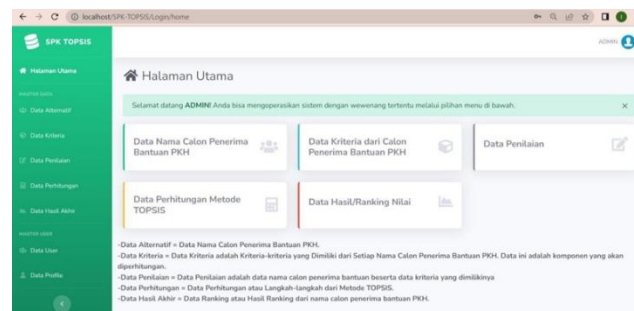 localhost/SPK-TOPSIS/Login/home
SPK TOPSIS
ADMIN
Halaman Utama
Halaman Utama
MASTER DATA
Selamat datang ADMIN! Anda bisa mengoperasikan sistem dengan wewenang tertentu melalui pilihan menu di bawah.
Data Alternatif
Data Kriteria
Data Penilaian
Data Perhitungan
Data Hasil Akhir
MASTER USER
Data User
Data Profile
Data Nama Calon Penerima
Bantuan PKH
Data Kriteria dari Calon
Penerima Bantuan PKH
Data Penilaian
Data Perhitungan Metode
TOPSIS
Data Hasil/Ranking Nilai
-Data Alternatif = Data Nama Calon Penerima Bantuan PKH.
-Data Kriteria = Data Kriteria adalah Kriteria-kriteria yang Dimiliki dari Setiap Nama Calon Penerima Bantuan PKH. Data ini adalah komponen yang akan
diperhitungan.
-Data Penilaian = Data Penilaian adalah data nama calon penerima bantuan beserta data kriteria yang dimilikinya
-Data Perhitungan = Data Perhitungan atau Langkah-langkah dari Metode TOPSIS.
-Data Hasil Akhir = Data Ranking atau Hasil Ranking dari nama calon penerima bantuan PKH.